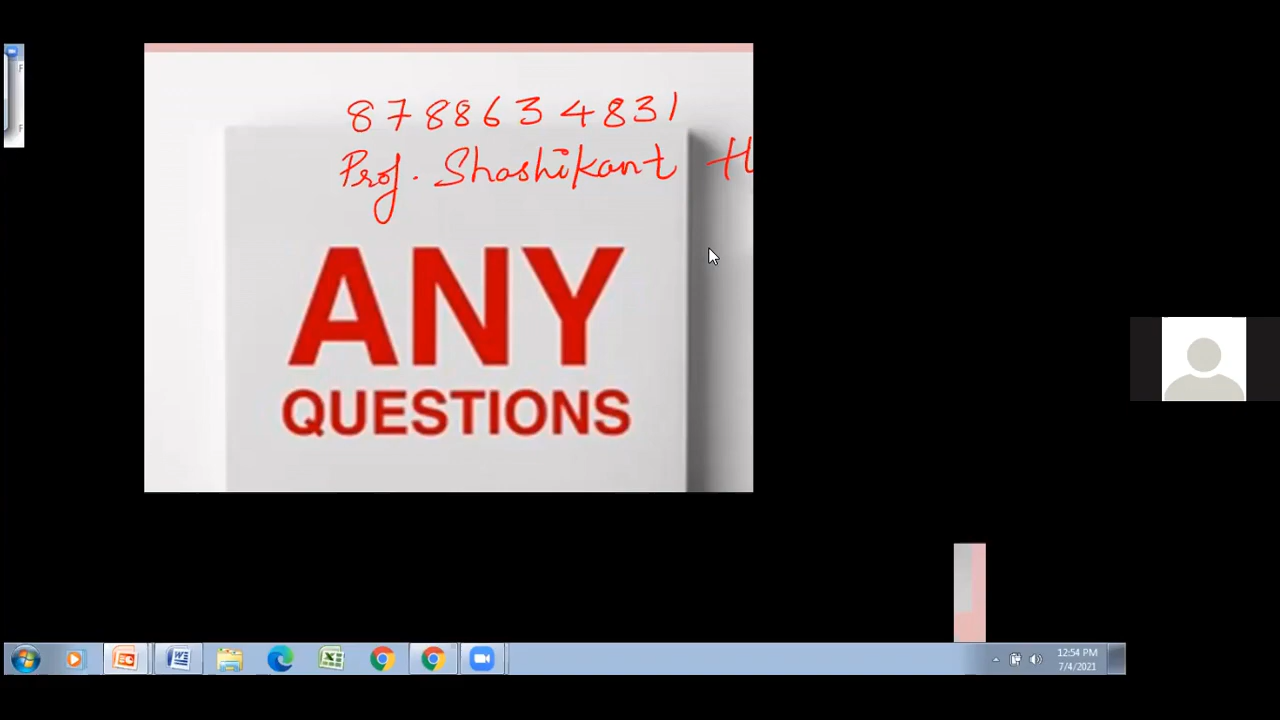 8788634831
Prof. Shashikant H
ANY
QUESTIONS
12:54 PM
7/4/2021